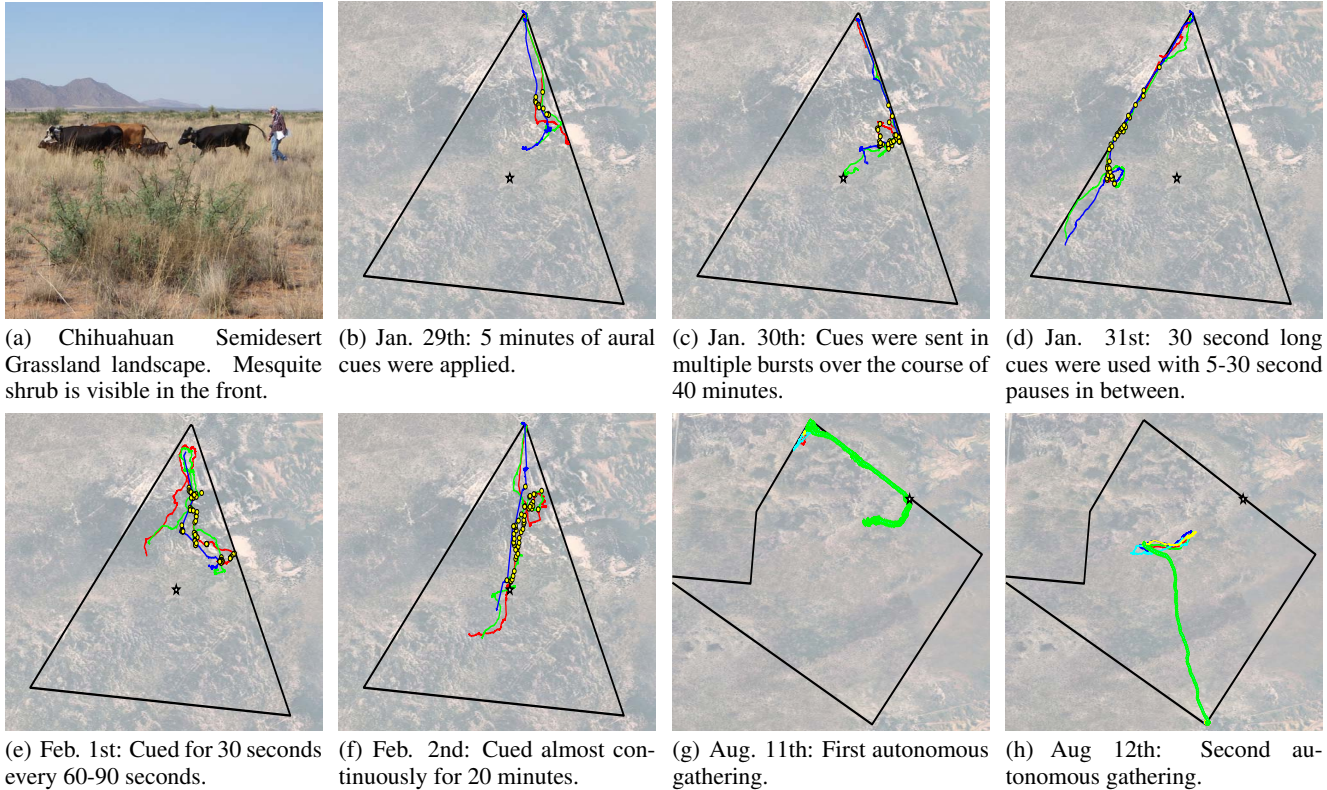 (a) Chihuahuan Semidesert
Grassland landscape. Mesquite
shrub is visible in the front.
(b) Jan. 29th: 5 minutes of aural
cues were applied.
(c) Jan. 30th: Cues were sent in
multiple bursts over the course of
40 minutes.
(d) Jan. 31st: 30 second long
cues were used with 5-30 second
pauses in between.
(e) Feb. 1st: Cued for 30 seconds
every 60-90 seconds.
(f) Feb. 2nd: Cued almost con-
tinuously for 20 minutes.
(g) Aug. 11th: First autonomous
gathering.
(h) Aug 12th: Second au-
tonomous gathering.